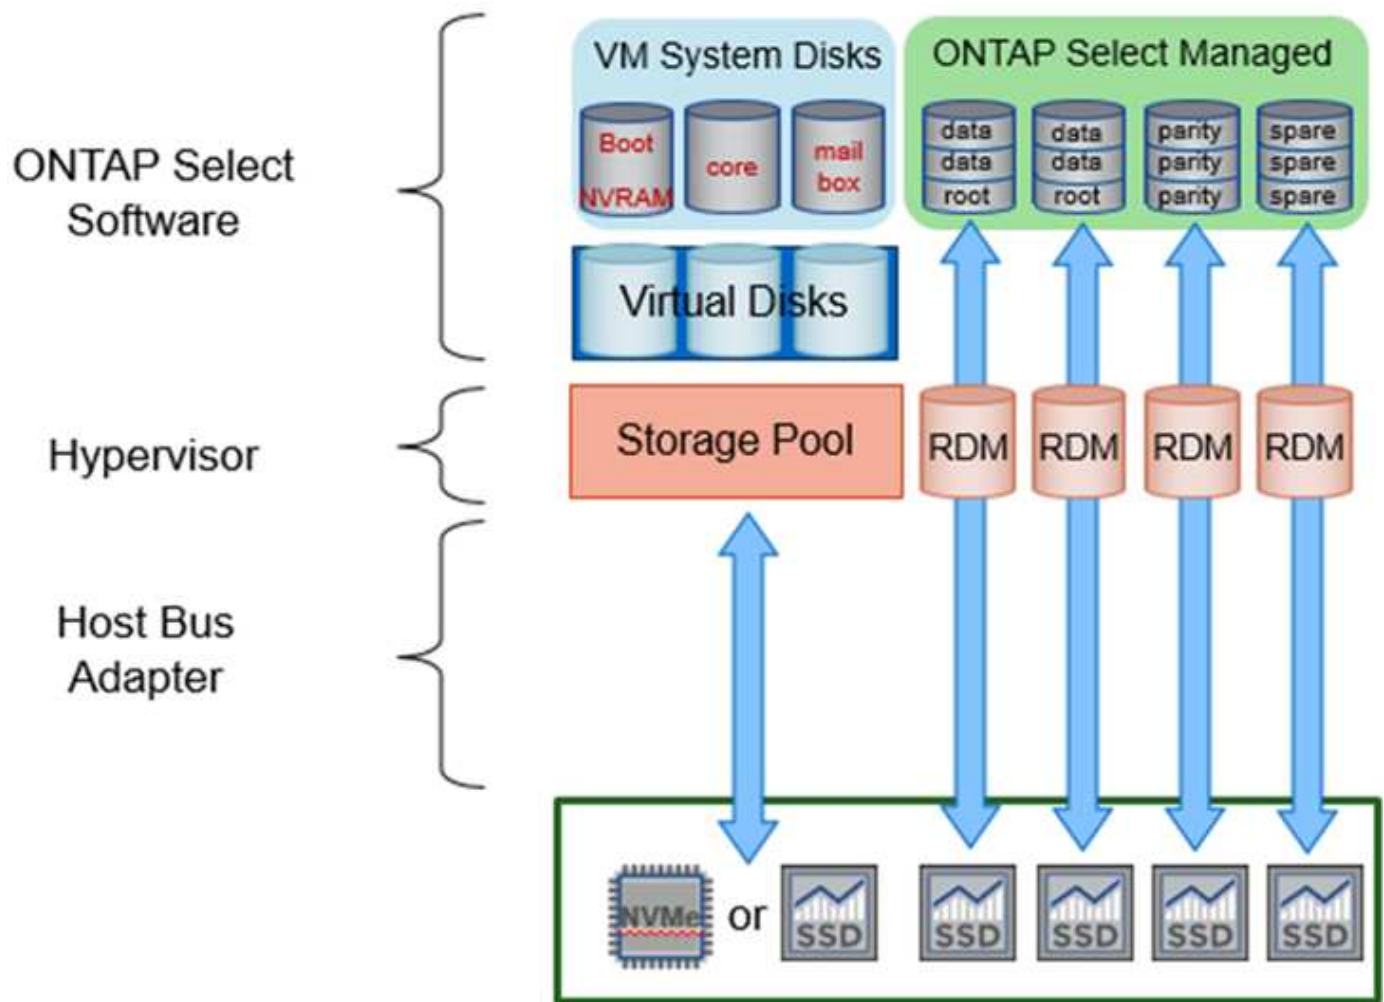 VM System Disks
ONTAP Select Managed
Boot
NVRAM
core
mail
box
data
data
root
data
data
root
parity
parity
parity
spare
spare
spare
ONTAP Select
Software
Virtual Disks
Hypervisor
Storage Pool
RDM
RDM
RDM
RDM
Host Bus
Adapter
NVMe
or
SSD
SSD
SSD
SSD
SSD